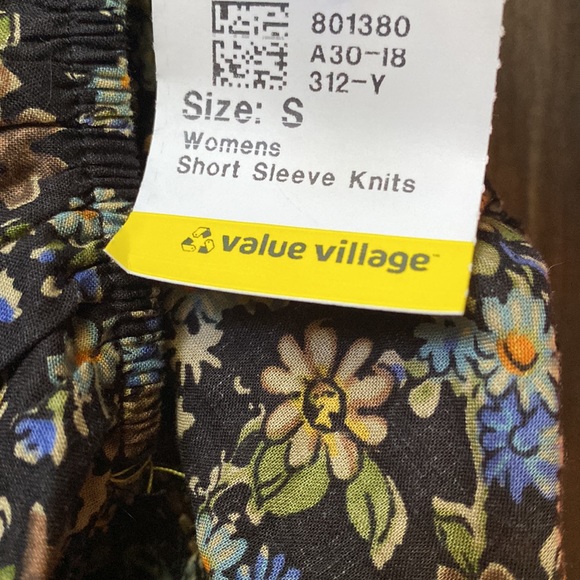 801380
A30-18
312-Y
Size: S
Womens
Short Sleeve Knits
value village